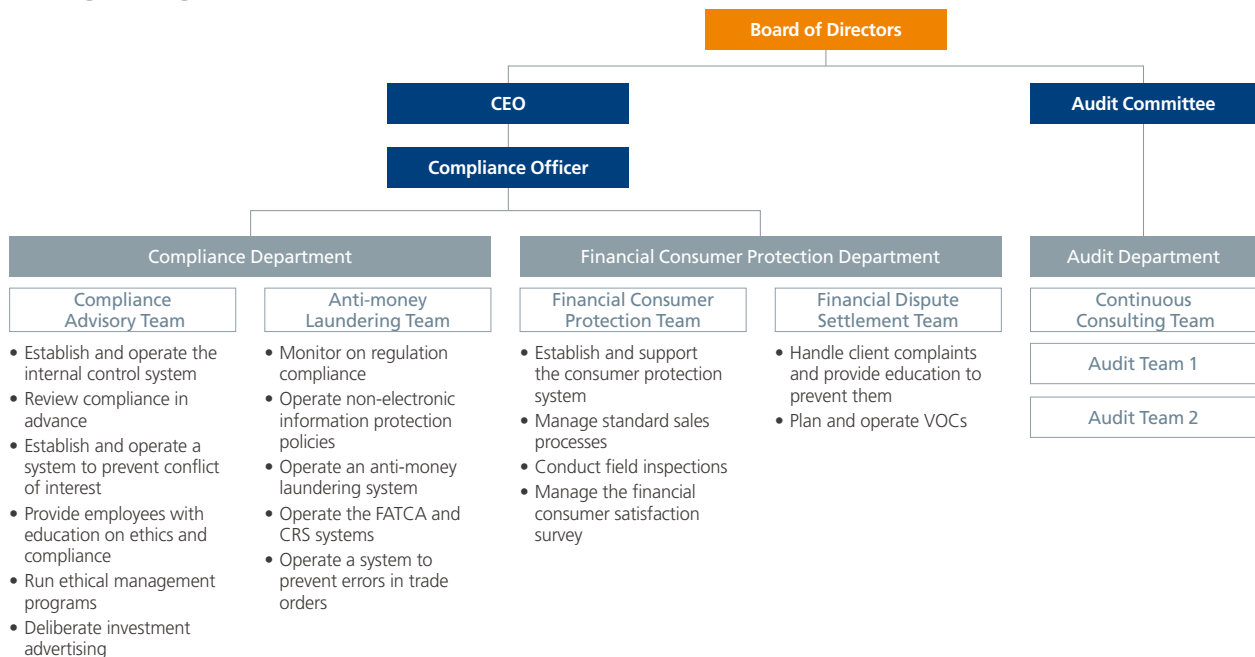 Board of Directors
CEO
Audit Committee
Compliance Officer
Compliance Department
Financial Consumer Protection Department
Audit Department
Compliance
Advisory Team
• Establish and operate the
internal control system
• Review compliance in
advance
• Establish and operate a
system to prevent conflict
of interest
• Provide employees with
education on ethics and
compliance
• Run ethical management
programs
• Deliberate investment
advertising
Anti-money
Laundering Team
• Monitor on regulation
compliance
• Operate non-electronic
information protection
policies
• Operate an anti-money
laundering system
• Operate the FATCA and
CRS systems
• Operate a system to
prevent errors in trade
orders
Financial Consumer
Protection Team
• Establish and support
the consumer protection
system
• Manage standard sales
processes
• Conduct field inspections
• Manage the financial
consumer satisfaction
survey
Financial Dispute
Settlement Team
• Handle client complaints
and provide education to
prevent them
• Plan and operate VOCs
Continuous
Consulting Team
Audit Team 1
Audit Team 2